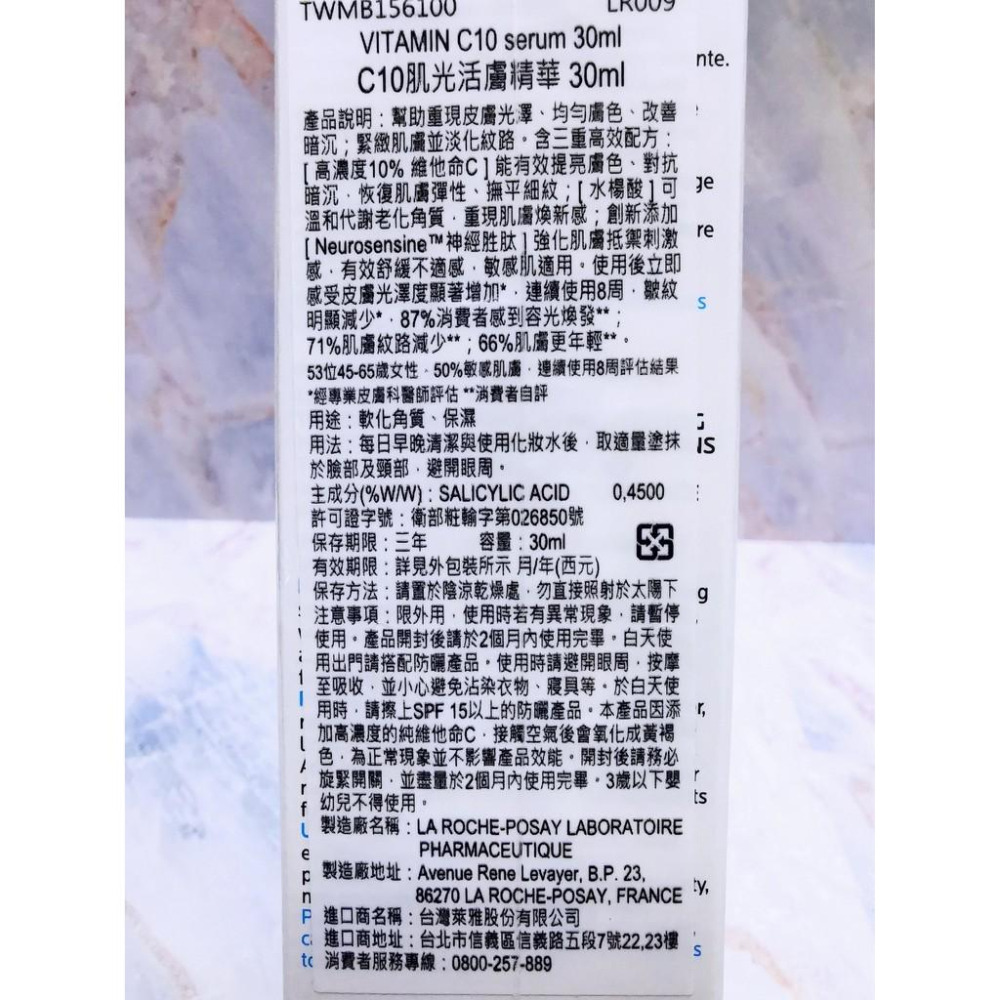 TWMB156100 LR009
VITAMIN C10 serum 30ml
C10肌光活膚精華 30ml
產品說明：幫助重現皮膚光澤、均勻膚色、改善
暗沉；緊緻肌膚並淡化紋路。含三重高效配方：
[高濃度10% 維他命C]能有效提亮膚色、對抗
暗沉，恢復肌膚彈性、撫平細紋；[水楊酸]可
溫和代謝老化角質，重現肌膚煥新感；創新添加
[Neurosensine™神經胜肽]強化肌膚抵禦刺激
感，有效舒緩不適感，敏感肌適用。使用後立即
感受皮膚光澤度顯著增加*，連續使用8周，皺紋
明顯減少*，87%消費者感到容光煥發**；
71%肌膚紋路減少**；66%肌膚更年輕**。
53位45-65歲女性，50%敏感肌膚，連續使用8周評估結果
*經專業皮膚科醫師評估 **消費者自評
用途：軟化角質、保濕
用法：每日早晚清潔與使用化妝水後，取適量塗抹
於臉部及頸部，避開眼周。
主成分(%W/W)：SALICYLIC ACID 0,4500
許可證字號：衛部粧輸字第026850號
保存期限：三年 容量：30ml
有效期限：詳見外包裝所示 月/年(西元)
保存方法：請置於陰涼乾燥處，勿直接照射於太陽下
注意事項：限外用，使用時若有異常現象，請暫停
使用。產品開封後請於2個月內使用完畢。白天使
用出門請搭配防曬產品。使用時請避開眼周，按摩
至吸收，並小心避免沾染衣物、寢具等。於白天使
用時，請擦上SPF 15以上的防曬產品。本產品因添
加高濃度的純維他命C，接觸空氣後會氧化成黃褐
色，為正常現象並不影響產品效能。開封後請務必
旋緊開關，並盡量於2個月內使用完畢。3歲以下嬰
幼兒不得使用。
製造廠名稱：LA ROCHE-POSAY LABORATOIRE
PHARMACEUTIQUE
製造廠地址：Avenue Rene Levayer, B.P. 23,
86270 LA ROCHE-POSAY, FRANCE
進口商名稱：台灣萊雅股份有限公司
進口商地址：台北市信義區信義路五段7號22,23樓
消費者服務專線：0800-257-889